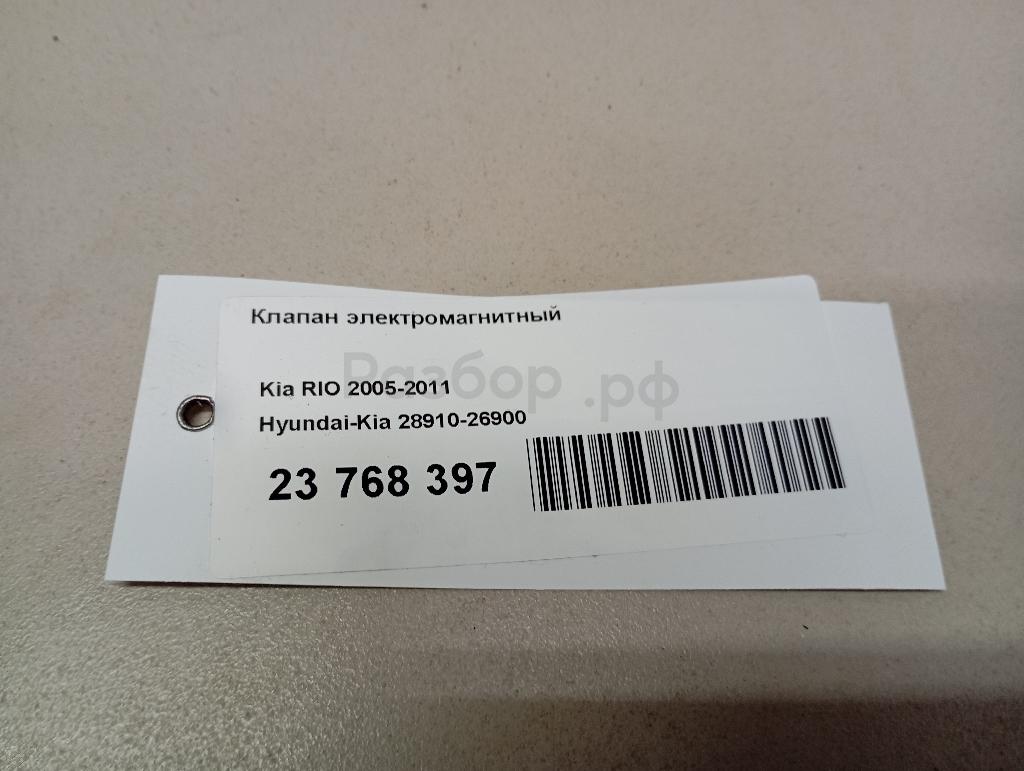 Клапан электромагнитный
Разбор.рф
Kia RIO 2005-2011
Hyundai-Kia 28910-26900
23 768 397